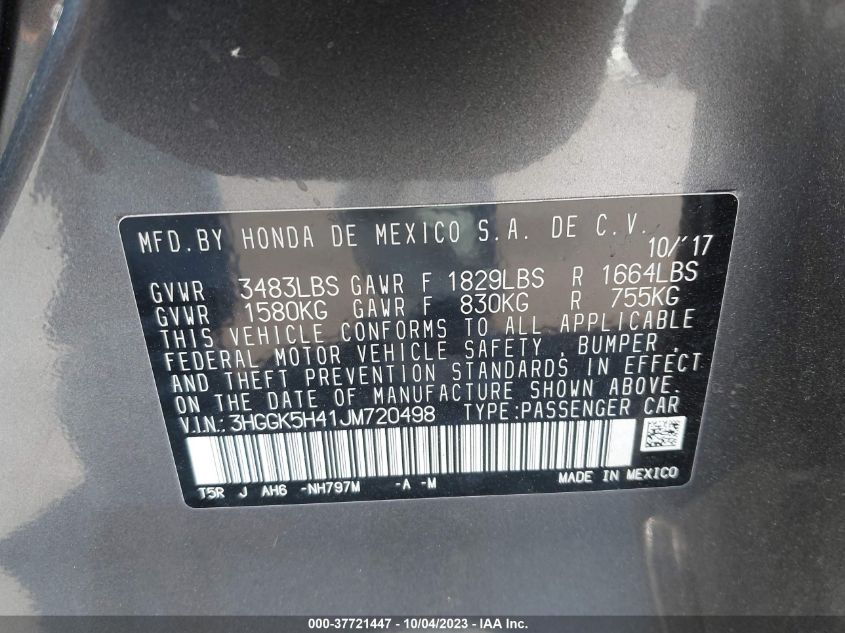 MFD.BY HONDA DE MEXICO S.A. DE C.V.
10/'17
GVWR 3483LBS GAWR F 1829LBS R 1664LBS
GVWR 1580KG GAWR F 830KG R 755KG
THIS VEHICLE CONFORMS TO ALL APPLICABLE
FEDERAL MOTOR VEHICLE SAFETY , BUMPER ,
AND THEFT PREVENTION STANDARDS IN EFFECT
ON THE DATE OF MANUFACTURE SHOWN ABOVE.
V.I.N.: 3HGGK5H41JM720498 TYPE:PASSENGER CAR
T5R J AH6 -NH797M -A -M MADE IN MEXICO
000-37721447 - 10/04/2023 - IAA Inc.